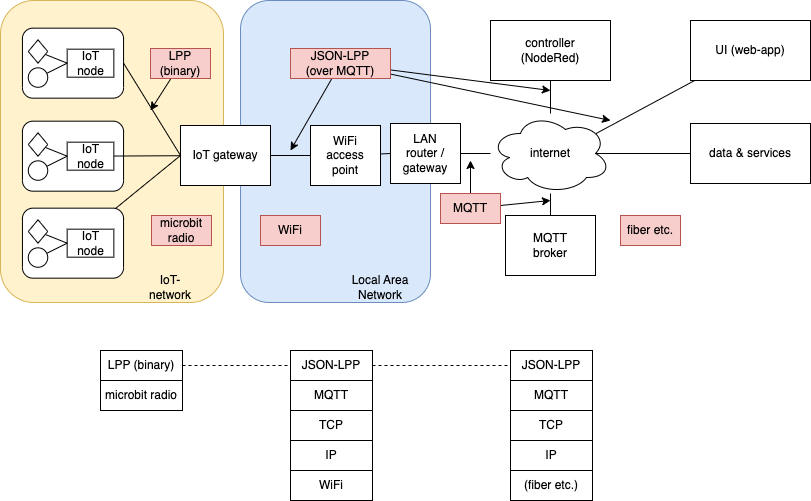 IoT
node
LPP
(binary)
JSON-LPP
(over MQTT)
controller
(NodeRed)
UI (web-app)
IoT
node
IoT gateway
WiFi
access
point
LAN
router /
gateway
internet
data & services
IoT
node
microbit
radio
WiFi
MQTT
MQTT
broker
fiber etc.
IoT-
network
Local Area
Network
LPP (binary)
microbit radio
JSON-LPP
MQTT
TCP
IP
WiFi
JSON-LPP
MQTT
TCP
IP
(fiber etc.)